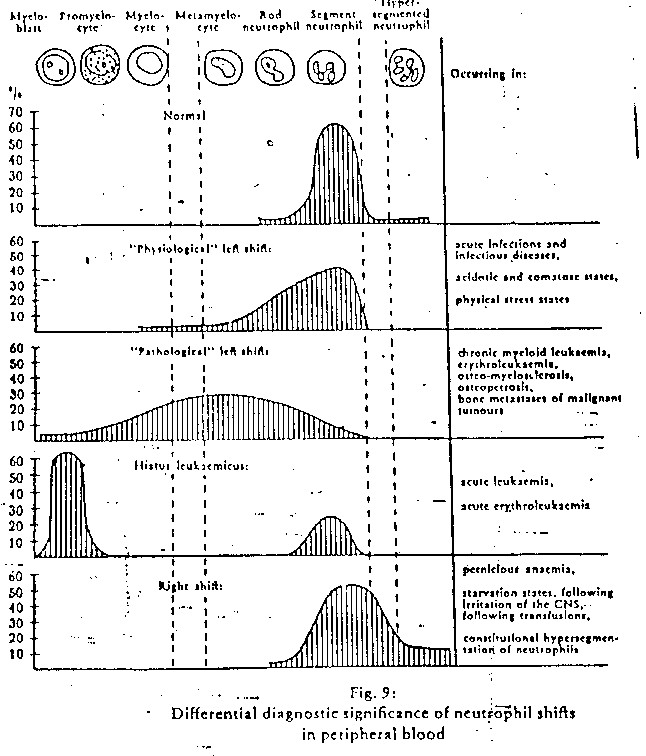 Myelo-
blast
Promyelo-
cyte
Myelo-
cyte
Metamyelo-
cyte
Rod
neutrophil
Segment
neutrophil
Hyper-
segmented
neutrophil
Occurring in:
%
Normal
70
60
50
40
30
20
10
"Physiological" left shift:
60
50
40
30
20
10
acute infections and
infectious diseases,
acidotic and comatose states,
physical stress states
"Pathological" left shift:
60
50
40
30
20
10
chronic myeloid leukaemia,
erythroleukaemia,
osteo-myelosclerosis,
osteopetrosis,
bone metastases of malignant
tumours
Hiatus leukaemicus:
60
50
40
30
20
10
acute leukaemia,
acute erythroleukaemia
Right shift:
60
50
40
30
20
10
pernicious anaemia,
starvation states, following
irritation of the CNS,
following transfusions,
constitutional hypersegmen-
tation of neutrophils
Fig. 9:
Differential diagnostic significance of neutrophil shifts
in peripheral blood